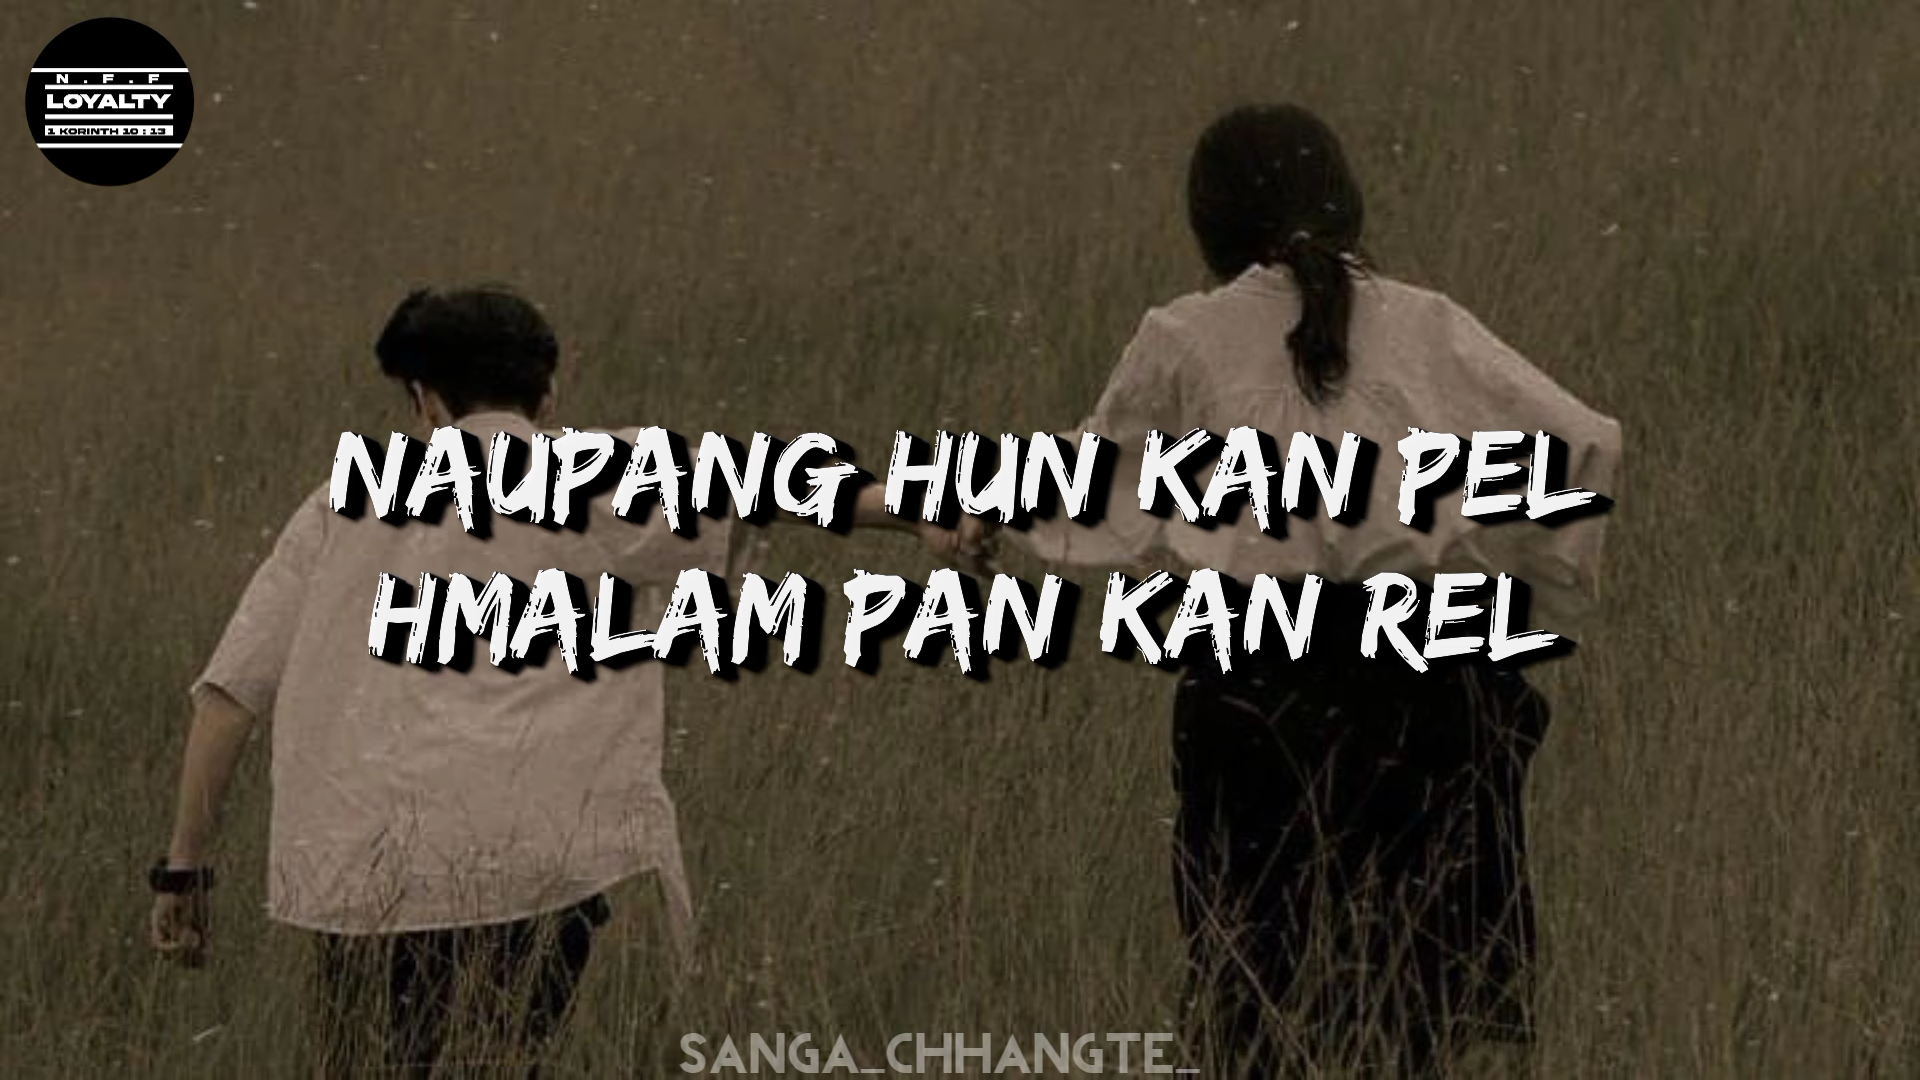 N . F . F
LOYALTY
1 KORINTH 10 : 13
NAUPANG HUN KAN PEL
HMALAM PAN KAN REL
SANGA_CHHANGTE_